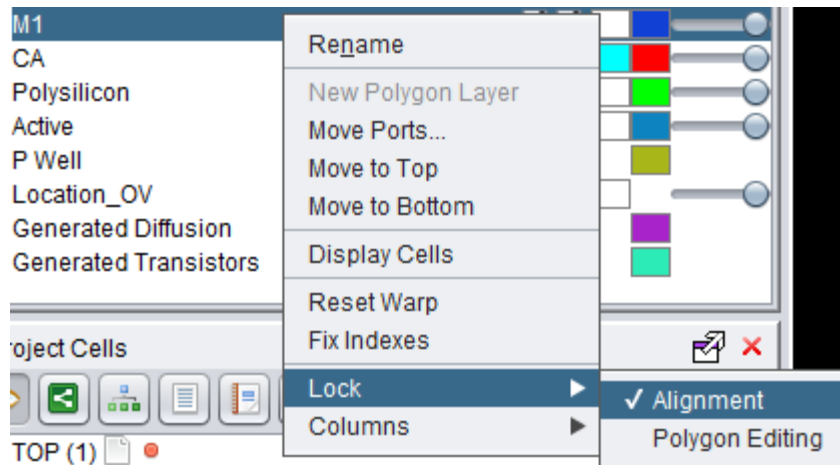 M1
CA
Polysilicon
Active
P Well
Location_OV
Generated Diffusion
Generated Transistors
Rename
New Polygon Layer
Move Ports...
Move to Top
Move to Bottom
Display Cells
Reset Warp
Fix Indexes
Lock
Columns
Alignment
Polygon Editing
oject Cells
TOP (1)